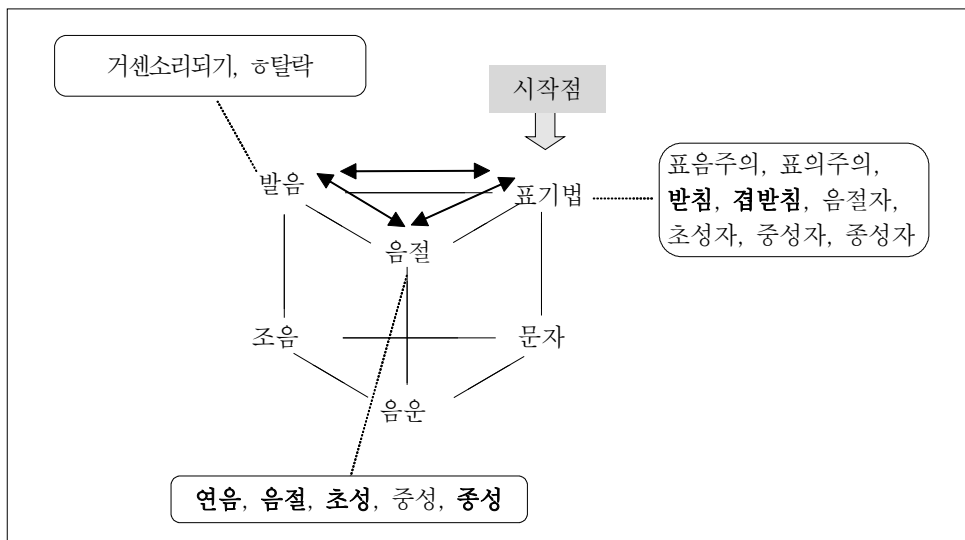 거센소리되기, ㅎ탈락
시작점
발음
표기법
표음주의, 표의주의,
받침, 겹받침, 음절자,
초성자, 중성자, 종성자
음절
조음
문자
음운
연음, 음절, 초성, 중성, 종성